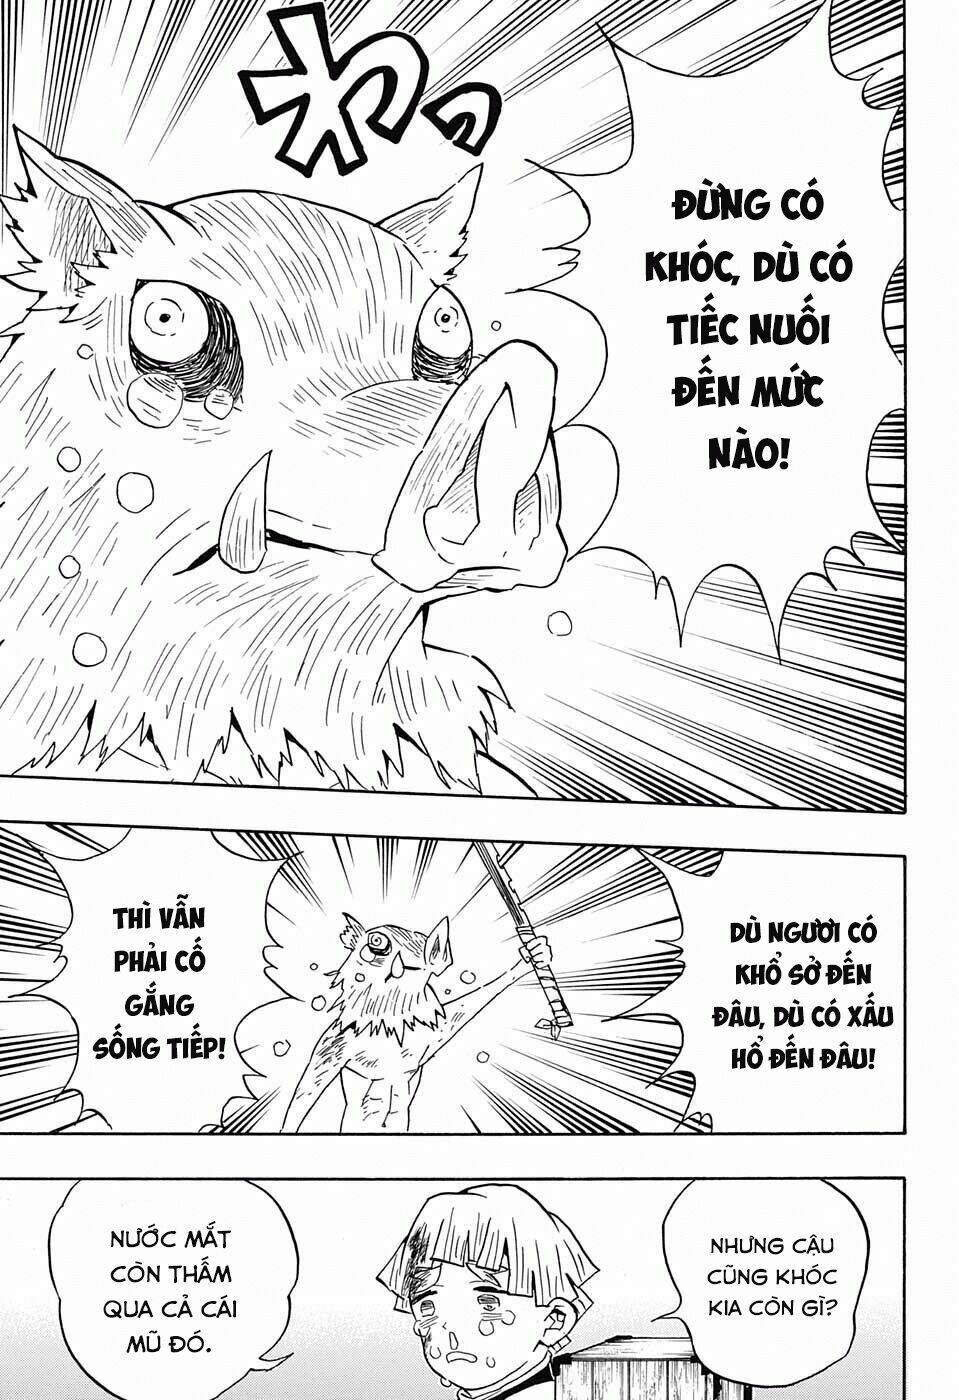 わっ
ĐỪNG CÓ
KHÓC, DÙ CÓ
TIẾC NUỐI
ĐẾN MỨC
NÀO!
DÙ NGƯƠI CÓ
KHỔ SỞ ĐẾN
ĐÂU, DÙ CÓ XẤU
HỔ ĐẾN ĐÂU!
THÌ VẪN
PHẢI CỐ
GẮNG
SỐNG TIẾP!
NHƯNG CẬU
CŨNG KHÓC
KIA CÒN GÌ?
NƯỚC MẮT
CÒN THẤM
QUA CẢ CÁI
MŨ ĐÓ.